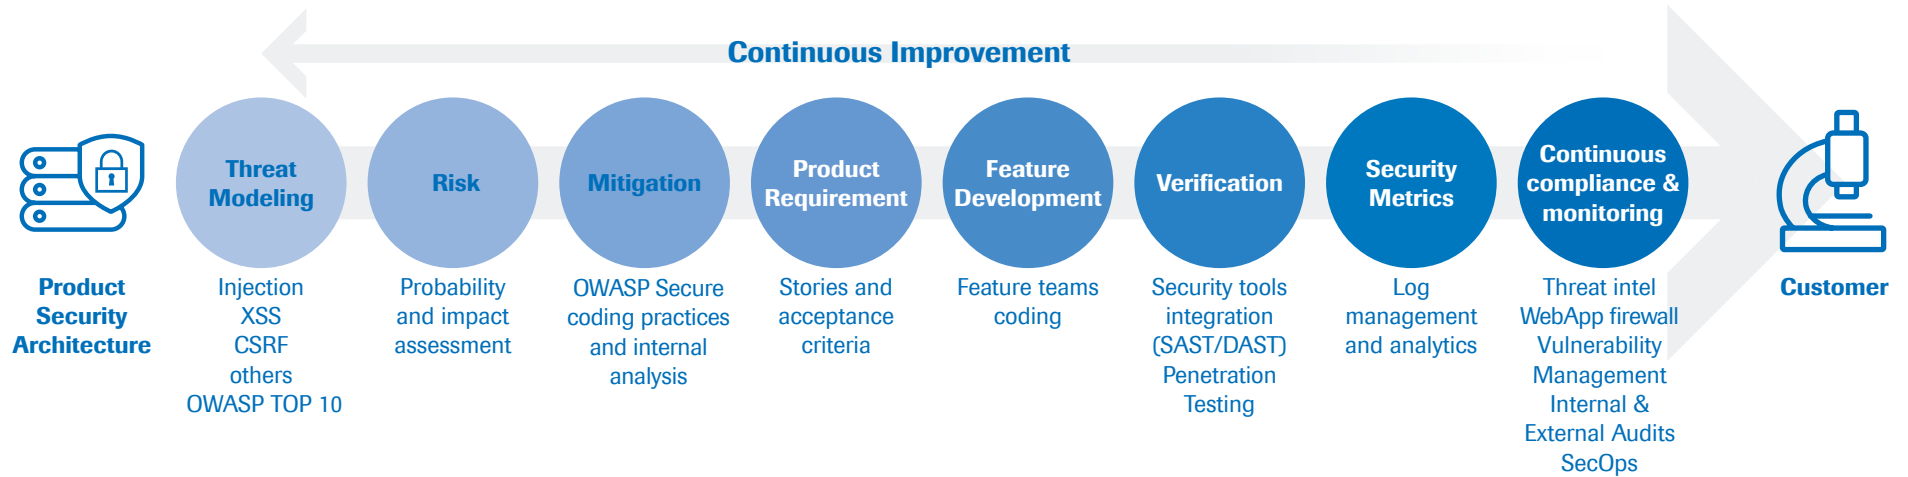 Continuous Improvement
Product
Security
Architecture
Threat
Modeling
Injection
XSS
CSRF
others
OWASP TOP 10
Risk
Probability
and impact
assessment
Mitigation
OWASP Secure
coding practices
and internal
analysis
Product
Requirement
Stories and
acceptance
criteria
Feature
Development
Feature teams
coding
Verification
Security tools
integration
(SAST/DAST)
Penetration
Testing
Security
Metrics
Log
management
and analytics
Continuous
compliance &
monitoring
Threat intel
WebApp firewall
Vulnerability
Management
Internal &
External Audits
SecOps
Customer